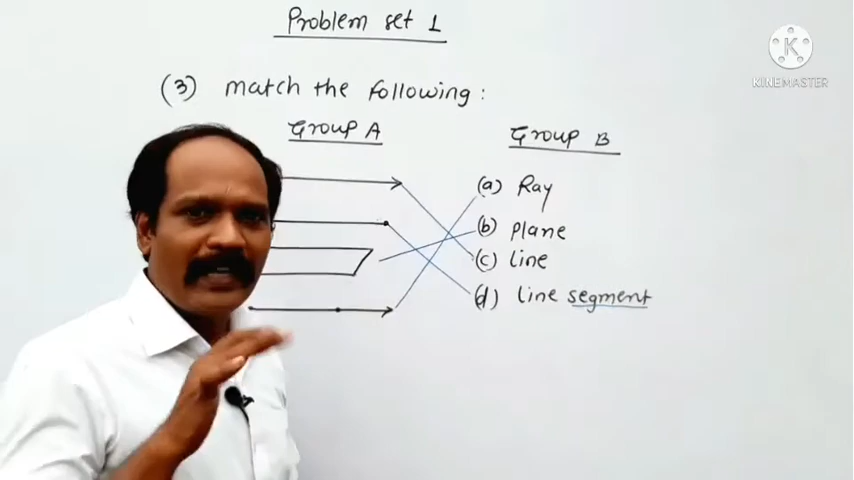 Problem set 1
(3) match the following:
Group A
Group B
(a) Ray
(b) plane
(c) line
(d) line segment
K
KINEMASTER